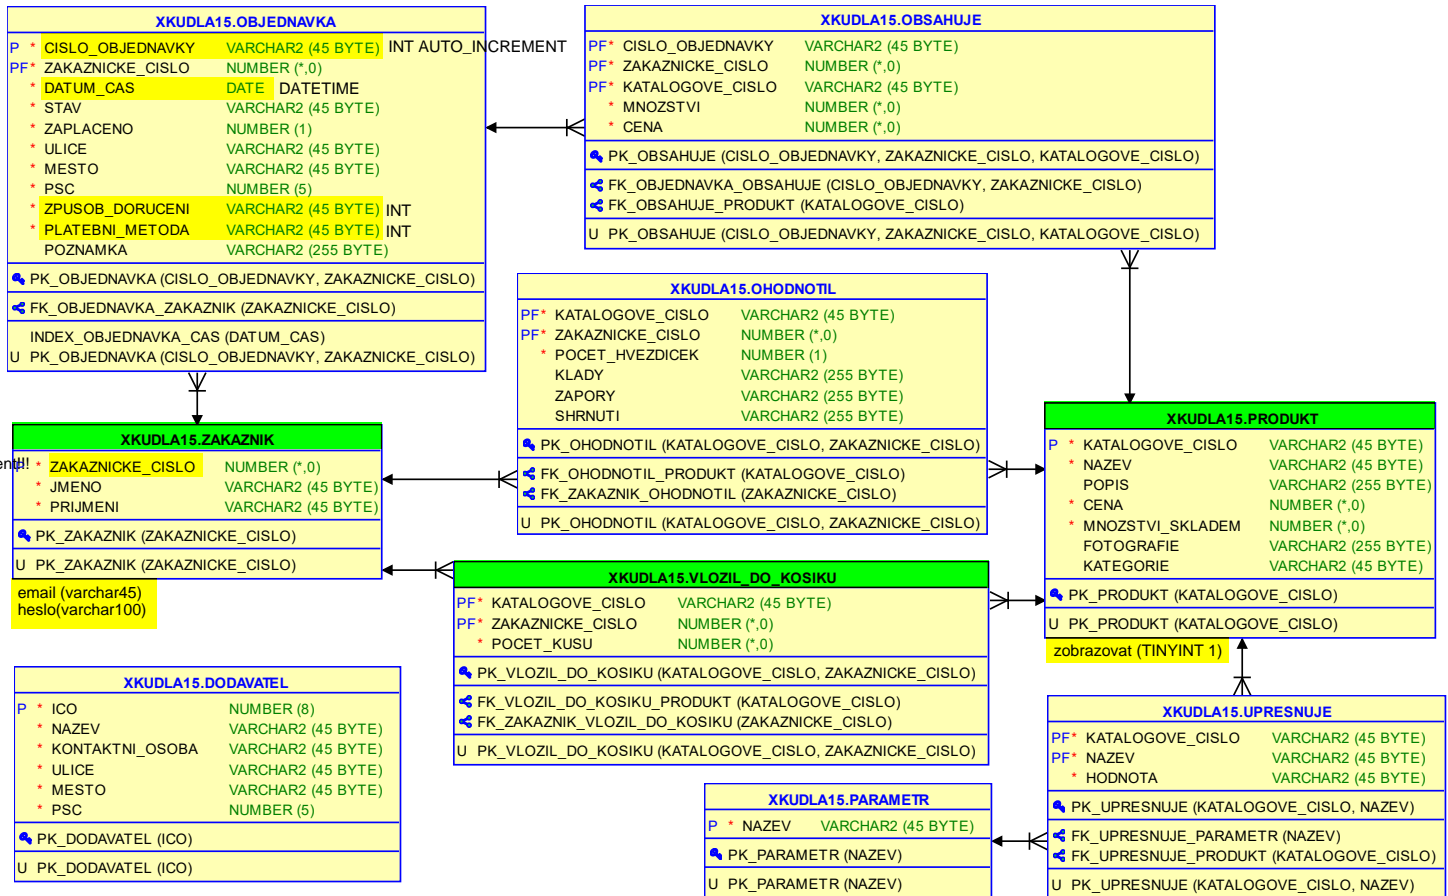 XKUDLA15.OBJEDNAVKA
P * CISLO_OBJEDNAVKY VARCHAR2 (45 BYTE) INT AUTO_INCREMENT
PF* ZAKAZNICKE_CISLO NUMBER (*,0)
* DATUM_CAS DATE DATETIME
* STAV VARCHAR2 (45 BYTE)
* ZAPLACENO NUMBER (1)
* ULICE VARCHAR2 (45 BYTE)
* MESTO VARCHAR2 (45 BYTE)
* PSC NUMBER (5)
* ZPUSOB_DORUCENI VARCHAR2 (45 BYTE) INT
* PLATEBNI_METODA VARCHAR2 (45 BYTE) INT
POZNAMKA VARCHAR2 (255 BYTE)
PK_OBJEDNAVKA (CISLO_OBJEDNAVKY, ZAKAZNICKE_CISLO)
FK_OBJEDNAVKA_ZAKAZNIK (ZAKAZNICKE_CISLO)
INDEX_OBJEDNAVKA_CAS (DATUM_CAS)
U PK_OBJEDNAVKA (CISLO_OBJEDNAVKY, ZAKAZNICKE_CISLO)
XKUDLA15.OBSAHUJE
PF* CISLO_OBJEDNAVKY VARCHAR2 (45 BYTE)
PF* ZAKAZNICKE_CISLO NUMBER (*,0)
PF* KATALOGOVE_CISLO VARCHAR2 (45 BYTE)
* MNOZSTVI NUMBER (*,0)
* CENA NUMBER (*,0)
PK_OBSAHUJE (CISLO_OBJEDNAVKY, ZAKAZNICKE_CISLO, KATALOGOVE_CISLO)
FK_OBJEDNAVKA_OBSAHUJE (CISLO_OBJEDNAVKY, ZAKAZNICKE_CISLO)
FK_OBSAHUJE_PRODUKT (KATALOGOVE_CISLO)
U PK_OBSAHUJE (CISLO_OBJEDNAVKY, ZAKAZNICKE_CISLO, KATALOGOVE_CISLO)
XKUDLA15.OHODNOTIL
PF* KATALOGOVE_CISLO VARCHAR2 (45 BYTE)
PF* ZAKAZNICKE_CISLO NUMBER (*,0)
* POCET_HVEZDICEK NUMBER (1)
KLADY VARCHAR2 (255 BYTE)
ZAPORY VARCHAR2 (255 BYTE)
SHRNUTI VARCHAR2 (255 BYTE)
PK_OHODNOTIL (KATALOGOVE_CISLO, ZAKAZNICKE_CISLO)
FK_OHODNOTIL_PRODUKT (KATALOGOVE_CISLO)
FK_ZAKAZNIK_OHODNOTIL (ZAKAZNICKE_CISLO)
U PK_OHODNOTIL (KATALOGOVE_CISLO, ZAKAZNICKE_CISLO)
XKUDLA15.ZAKAZNIK
P * ZAKAZNICKE_CISLO NUMBER (*,0)
* JMENO VARCHAR2 (45 BYTE)
* PRIJMENI VARCHAR2 (45 BYTE)
PK_ZAKAZNIK (ZAKAZNICKE_CISLO)
U PK_ZAKAZNIK (ZAKAZNICKE_CISLO)
email (varchar45)
heslo(varchar100)
XKUDLA15.PRODUKT
P * KATALOGOVE_CISLO VARCHAR2 (45 BYTE)
* NAZEV VARCHAR2 (45 BYTE)
POPIS VARCHAR2 (255 BYTE)
* CENA NUMBER (*,0)
* MNOZSTVI_SKLADEM NUMBER (*,0)
FOTOGRAFIE VARCHAR2 (255 BYTE)
KATEGORIE VARCHAR2 (45 BYTE)
PK_PRODUKT (KATALOGOVE_CISLO)
U PK_PRODUKT (KATALOGOVE_CISLO)
zobrazovat (TINYINT 1)
XKUDLA15.VLOZIL_DO_KOSIKU
PF* KATALOGOVE_CISLO VARCHAR2 (45 BYTE)
PF* ZAKAZNICKE_CISLO NUMBER (*,0)
* POCET_KUSU NUMBER (*,0)
PK_VLOZIL_DO_KOSIKU (KATALOGOVE_CISLO, ZAKAZNICKE_CISLO)
FK_VLOZIL_DO_KOSIKU_PRODUKT (KATALOGOVE_CISLO)
FK_ZAKAZNIK_VLOZIL_DO_KOSIKU (ZAKAZNICKE_CISLO)
U PK_VLOZIL_DO_KOSIKU (KATALOGOVE_CISLO, ZAKAZNICKE_CISLO)
XKUDLA15.DODAVATEL
P * ICO NUMBER (8)
* NAZEV VARCHAR2 (45 BYTE)
* KONTAKTNI_OSOBA VARCHAR2 (45 BYTE)
* ULICE VARCHAR2 (45 BYTE)
* MESTO VARCHAR2 (45 BYTE)
* PSC NUMBER (5)
PK_DODAVATEL (ICO)
U PK_DODAVATEL (ICO)
XKUDLA15.PARAMETR
P * NAZEV VARCHAR2 (45 BYTE)
PK_PARAMETR (NAZEV)
U PK_PARAMETR (NAZEV)
XKUDLA15.UPRESNUJE
PF* KATALOGOVE_CISLO VARCHAR2 (45 BYTE)
PF* NAZEV VARCHAR2 (45 BYTE)
* HODNOTA VARCHAR2 (45 BYTE)
PK_UPRESNUJE (KATALOGOVE_CISLO, NAZEV)
FK_UPRESNUJE_PARAMETR (NAZEV)
FK_UPRESNUJE_PRODUKT (KATALOGOVE_CISLO)
U PK_UPRESNUJE (KATALOGOVE_CISLO, NAZEV)